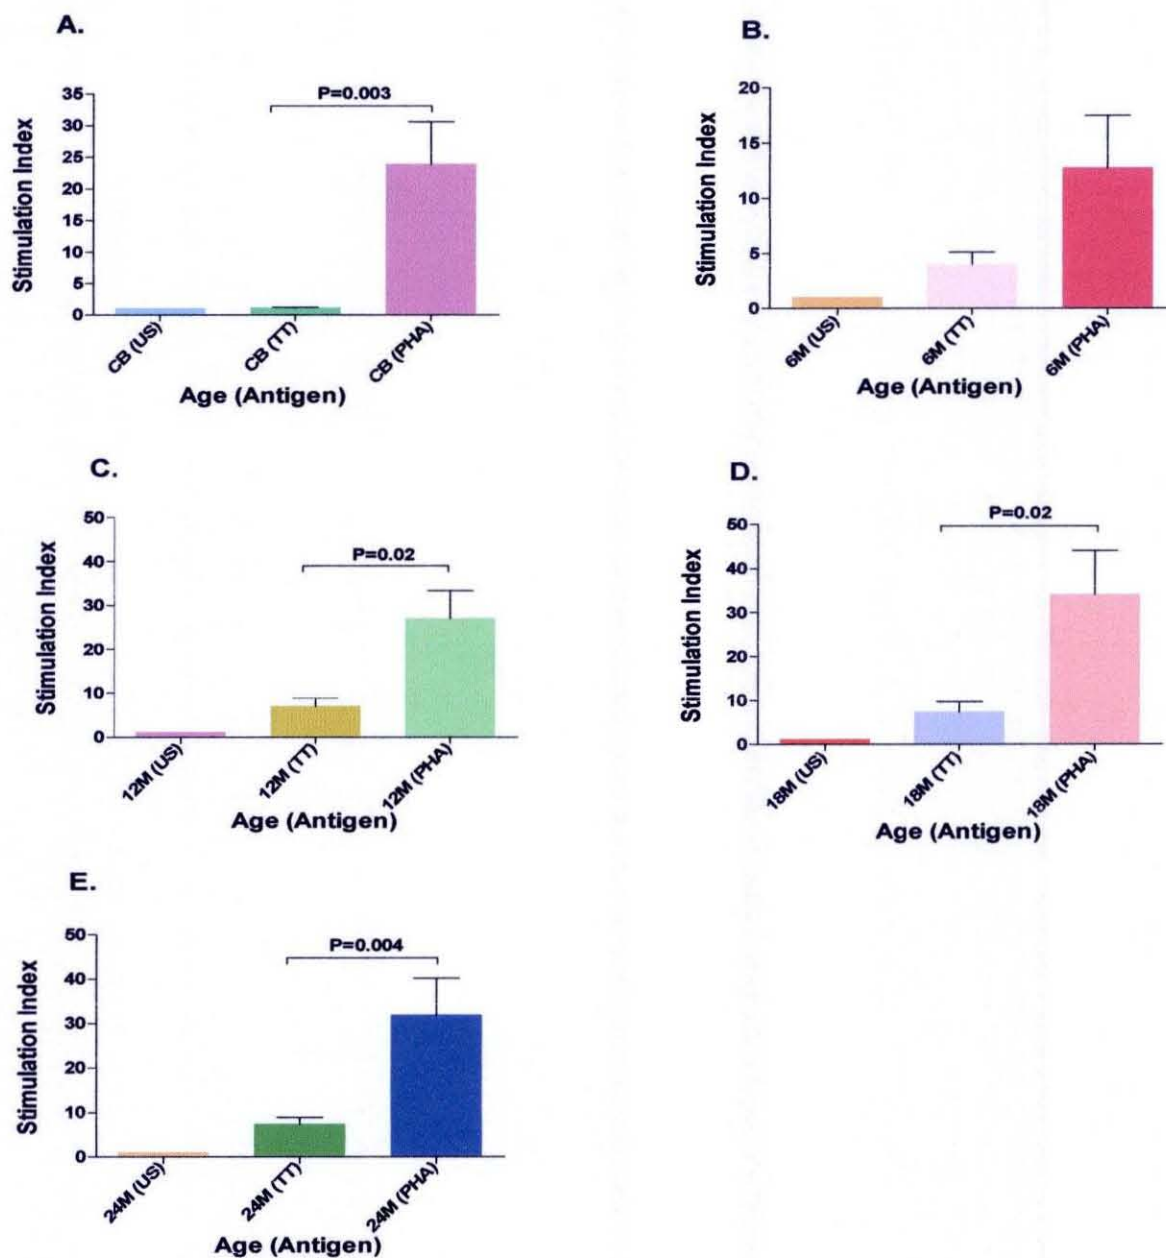 A.
35
30
25
20
15
10
5
0
P=0.003
Stimulation Index
CB (US)
CB (TT)
CB (PHA)
Age (Antigen)
B.
20
15
10
5
0
Stimulation Index
6M (US)
6M (TT)
6M (PHA)
Age (Antigen)
C.
50
40
30
20
10
0
P=0.02
Stimulation Index
12M (US)
12M (TT)
12M (PHA)
Age (Antigen)
D.
50
40
30
20
10
0
P=0.02
Stimulation Index
18M (US)
18M (TT)
18M (PHA)
Age (Antigen)
E.
50
40
30
20
10
0
P=0.004
Stimulation Index
24M (US)
24M (TT)
24M (PHA)
Age (Antigen)